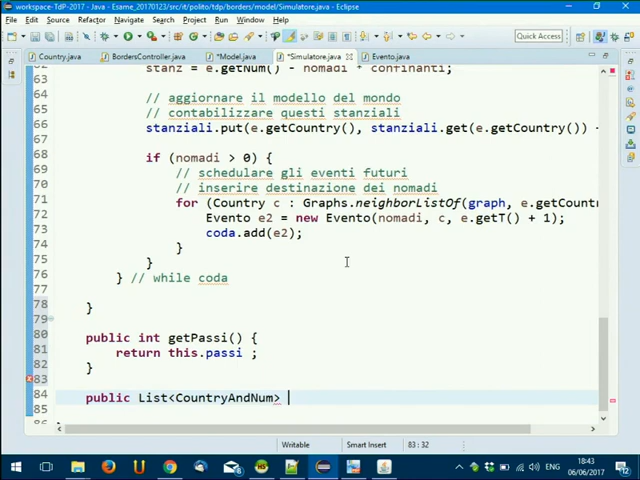 workspace-TdP-2017 - Java - Esame_20170123/src/it/polito/tdp/borders/model/Simulatore.java - Eclipse
File Edit Source Refactor Navigate Search Project Run Window Help
Quick Access
Country.java BordersController.java *Model.java *Simulatore.java Evento.java
stanz = e.getNum() - nomadi + confinanti;
63
64 // aggiornare il modello del mondo
65 // contabilizzare questi stanziali
66 stanziali.put(e.getCountry(), stanziali.get(e.getCountry()) +
67
68 if (nomadi > 0) {
69 // schedulare gli eventi futuri
70 // inserire destinazione dei nomadi
71 for (Country c : Graphs.neighborListOf(graph, e.getCount
72 Evento e2 = new Evento(nomadi, c, e.getT() + 1);
73 coda.add(e2);
74 }
75 }
76 } // while coda
77
78 }
79
80 public int getPassi() {
81 return this.passi ;
82 }
83
84 public List<CountryAndNum>
85
Writable Smart Insert 83 : 32
18:43
06/06/2017